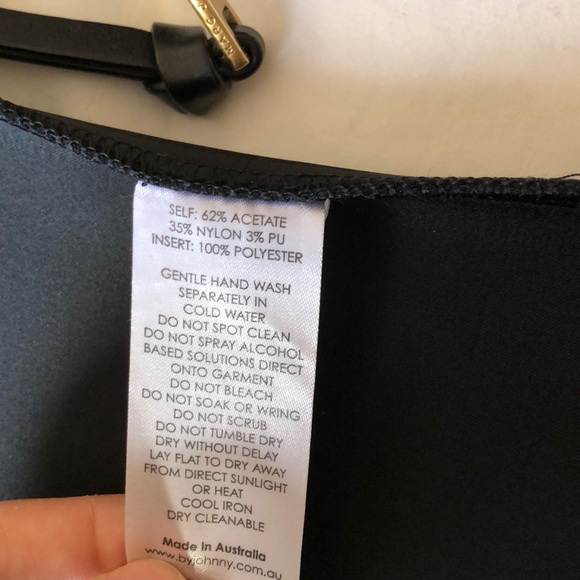 MARC
SELF: 62% ACETATE
35% NYLON 3% PU
INSERT: 100% POLYESTER
GENTLE HAND WASH
SEPARATELY IN
COLD WATER
DO NOT SPOT CLEAN
DO NOT SPRAY ALCOHOL
BASED SOLUTIONS DIRECT
ONTO GARMENT
DO NOT BLEACH
DO NOT SOAK OR WRING
DO NOT SCRUB
DO NOT TUMBLE DRY
DRY WITHOUT DELAY
LAY FLAT TO DRY AWAY
FROM DIRECT SUNLIGHT
OR HEAT
COOL IRON
DRY CLEANABLE
Made in Australia
www.byjohnny.com.au